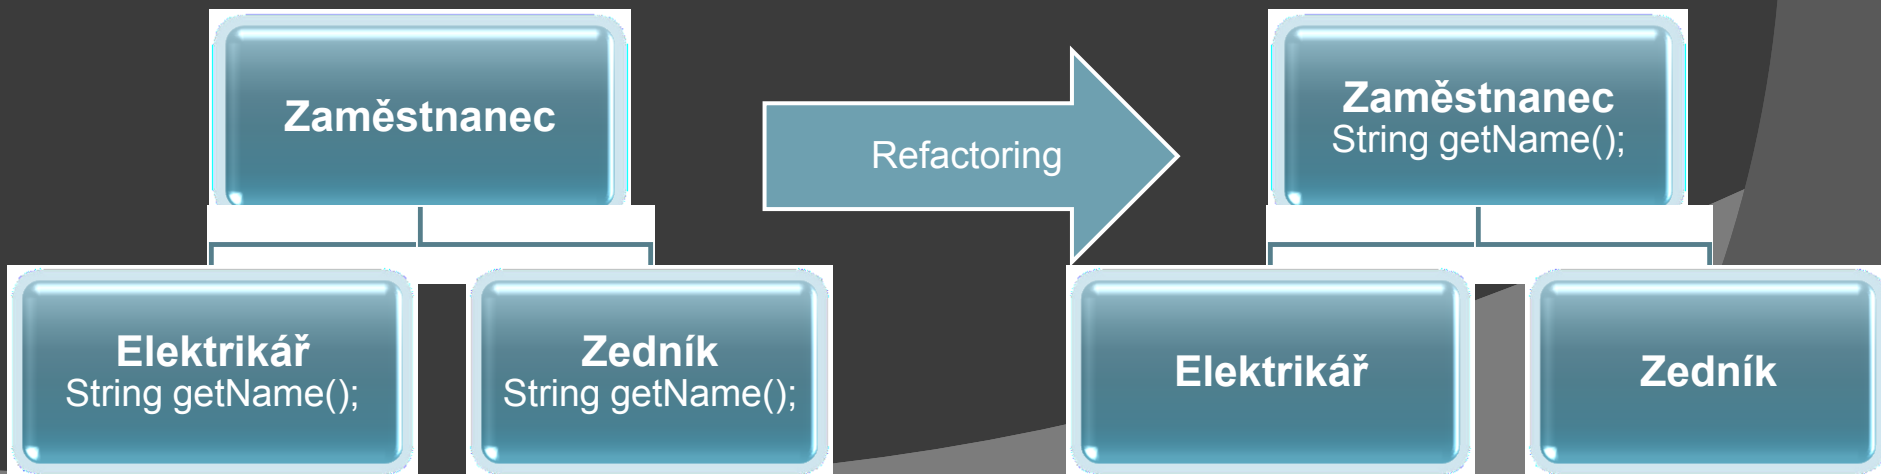 Zaměstnanec
Elektrikář
String getName();
Zedník
String getName();
Refactoring
Zaměstnanec
String getName();
Elektrikář
Zedník